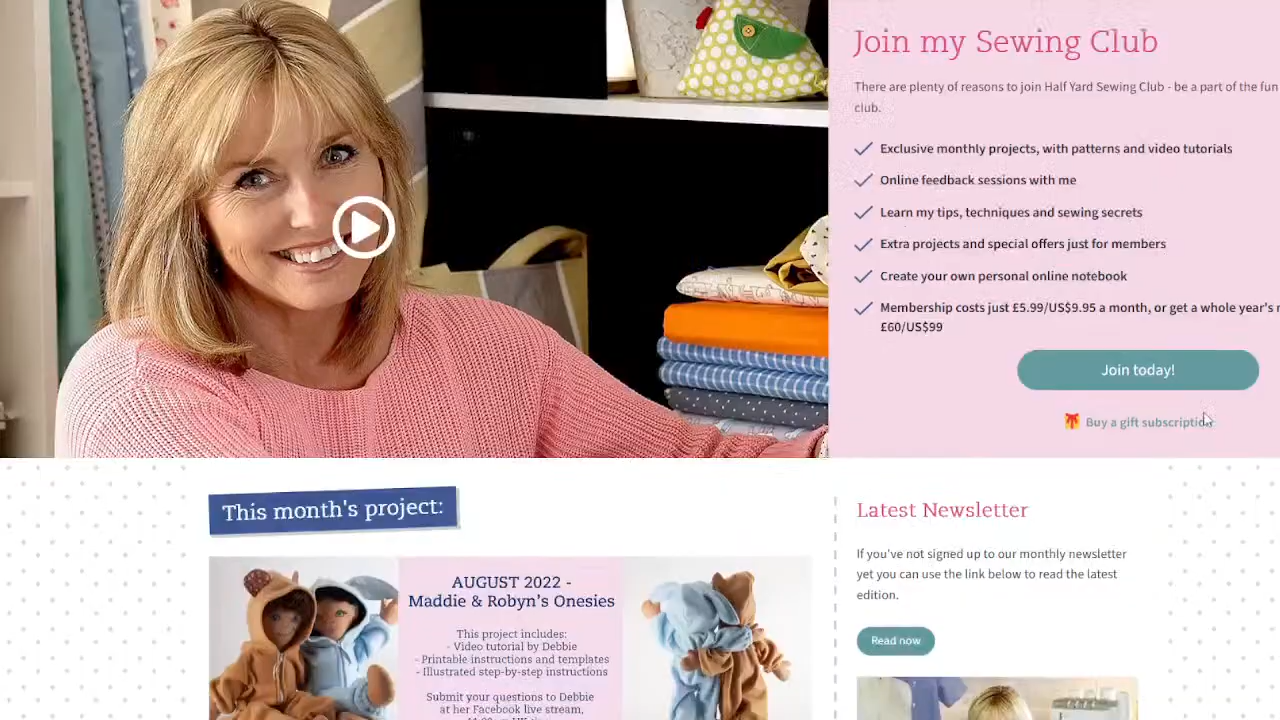 Join my Sewing Club
There are plenty of reasons to join Half Yard Sewing Club - be a part of the fun
club.
Exclusive monthly projects, with patterns and video tutorials
Online feedback sessions with me
Learn my tips, techniques and sewing secrets
Extra projects and special offers just for members
Create your own personal online notebook
Membership costs just £5.99/US$9.95 a month, or get a whole year's
£60/US$99
Join today!
Buy a gift subscription
This month's project:
AUGUST 2022 -
Maddie & Robyn's Onesies
This project includes:
- Video tutorial by Debbie
- Printable instructions and templates
- Illustrated step-by-step instructions
Submit your questions to Debbie
at her Facebook live stream,
Latest Newsletter
If you've not signed up to our monthly newsletter
yet you can use the link below to read the latest
edition.
Read now